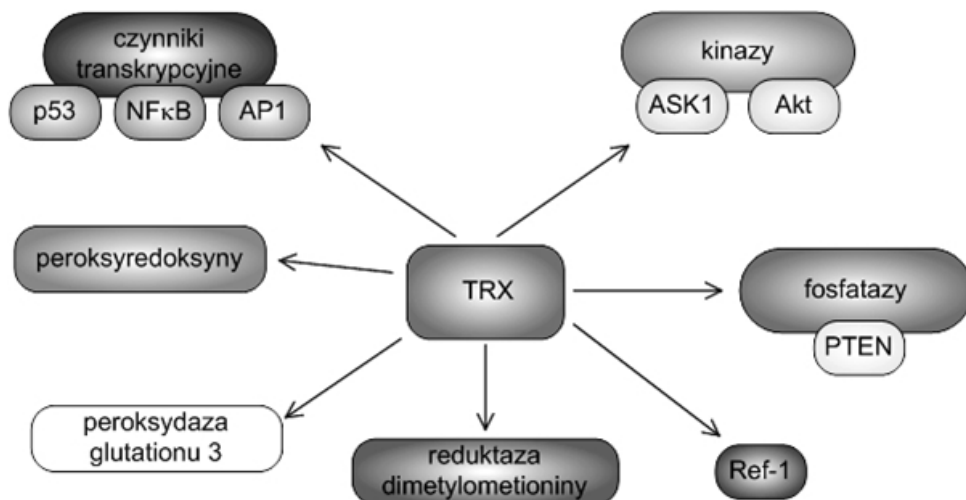 czynniki
transkrypcyjne
p53
NFκB
AP1
kinazy
ASK1
Akt
peroksyredoksyny
TRX
fosfatazy
PTEN
peroksydaza
glutationu 3
reduktaza
dimetylometioniny
Ref-1